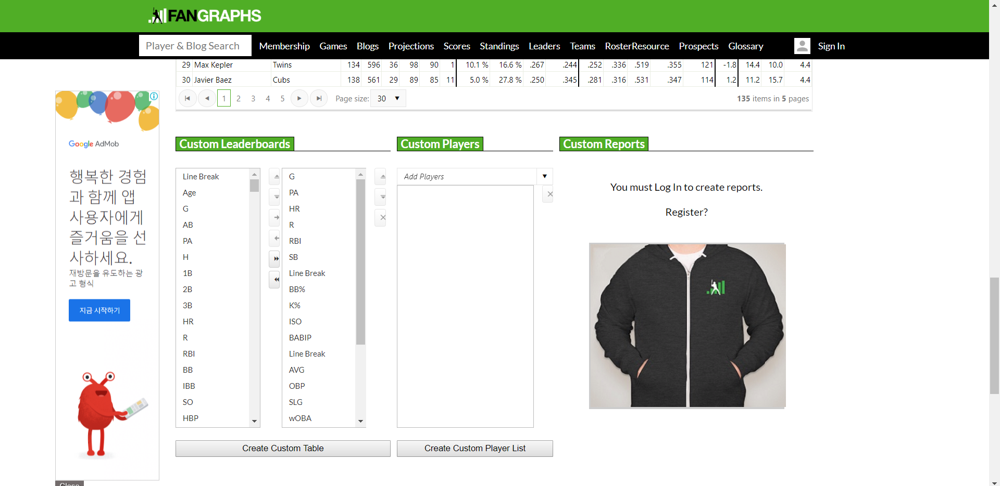 FANGRAPHS
Player & Blog Search Membership Games Blogs Projections Scores Standings Leaders Teams RosterResource Prospects Glossary Sign In
29 Max Kepler Twins 134 596 36 98 90 1 10.1 % 16.6 % .267 .244 .252 .336 .519 .355 121 -1.8 14.4 10.0 4.4
30 Javier Baez Cubs 138 561 29 89 85 11 5.0 % 27.8 % .250 .345 .281 .316 .531 .347 114 1.2 11.2 15.7 4.4
1 2 3 4 5 Page size: 30 135 items in 5 pages
Google AdMob
행복한 경험
과 함께 앱
사용자에게
즐거움을 선
사하세요.
재방문을 유도하는 광
고 형식
지금 시작하기
Close
Custom Leaderboards
Line Break
Age
G
AB
PA
H
1B
2B
3B
HR
R
RBI
BB
IBB
SO
HBP
G
PA
HR
R
RBI
SB
Line Break
BB%
K%
ISO
BABIP
Line Break
AVG
OBP
SLG
wOBA
Create Custom Table
Custom Players
Add Players
Create Custom Player List
Custom Reports
You must Log In to create reports.
Register?